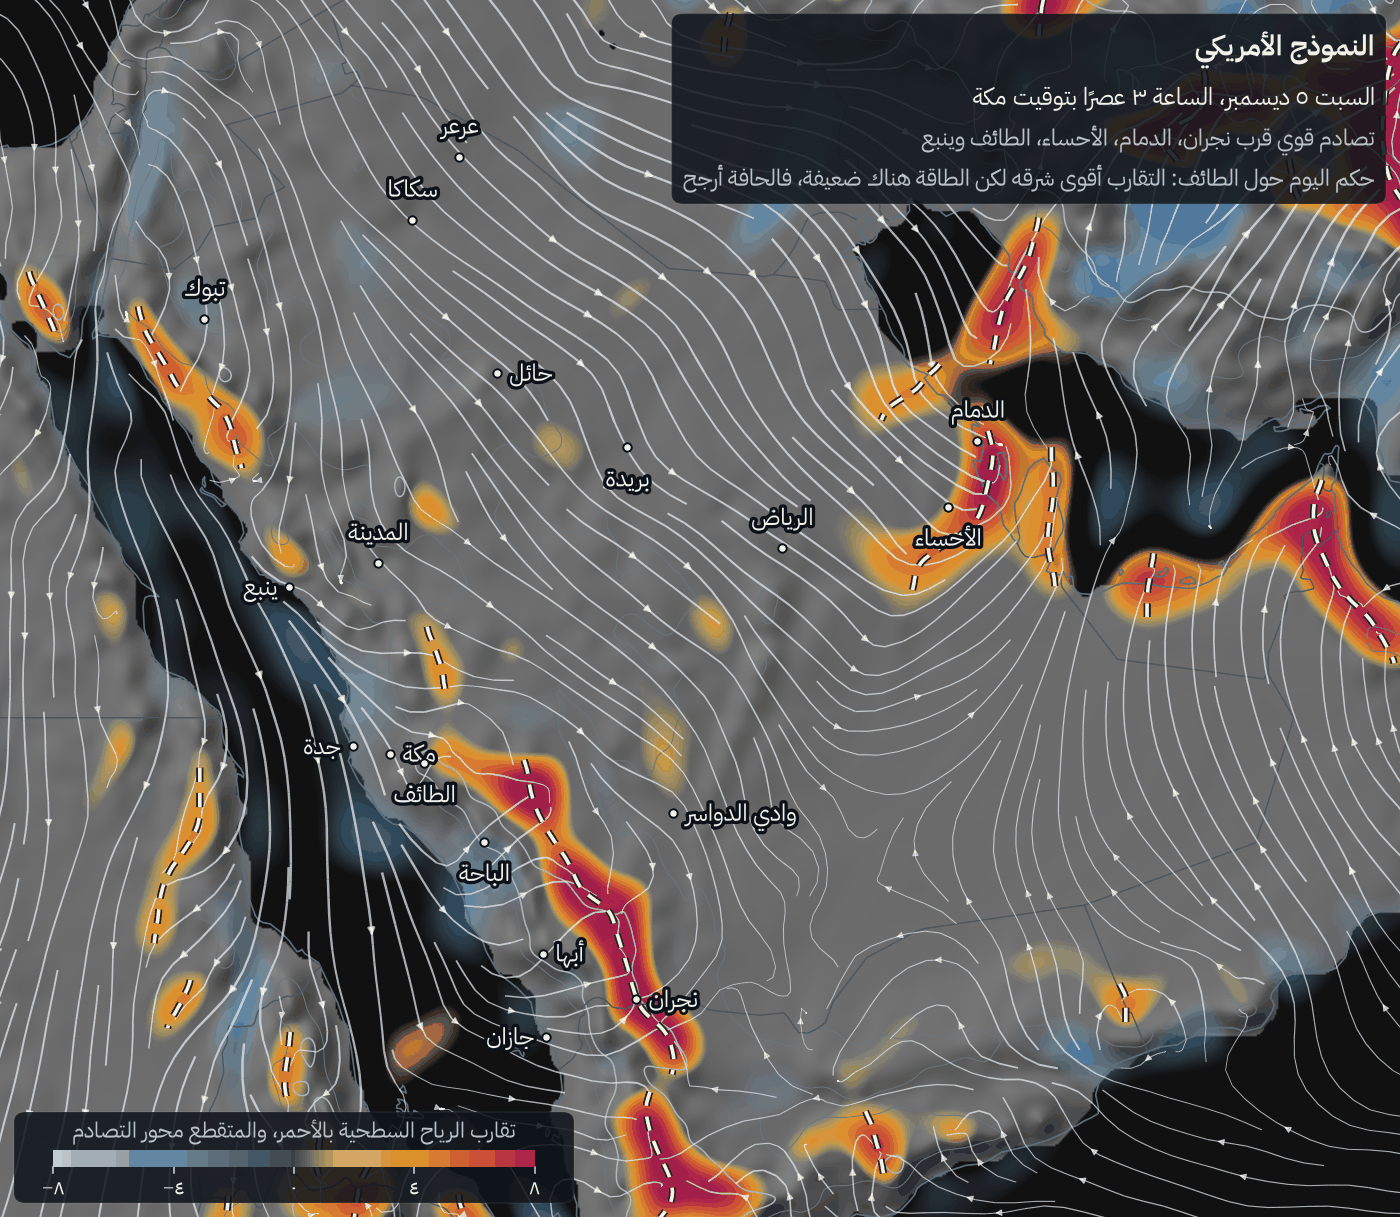 النموذج الأمريكي
السبت ٥ ديسمبر، الساعة ٣ عصرًا بتوقيت مكة
تصادم قوي قرب نجران، الدمام، الأحساء، الطائف وينبع
حكم اليوم حول الطائف: التقارب أقوى شرقه لكن الطاقة هناك ضعيفة، فالحافة أرجح
عرعر
سكاكا
تبوك
حائل
الدمام
بريدة
الرياض
المدينة
الأحساء
ينبع
جدة
مكة
الطائف
وادي الدواسر
الباحة
أبها
نجران
جازان
تقارب الرياح السطحية بالأحمر، والمتقطع محور التصادم
−٨ −٤ ٠ ٤ ٨